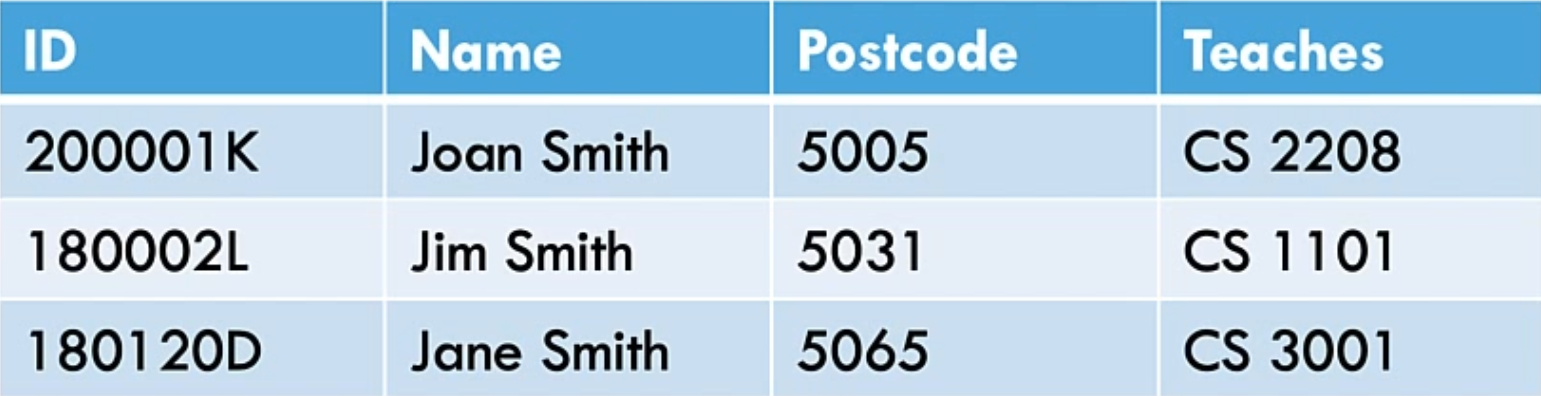 ID Name Postcode Teaches
200001K Joan Smith 5005 CS 2208
180002L Jim Smith 5031 CS 1101
180120D Jane Smith 5065 CS 3001